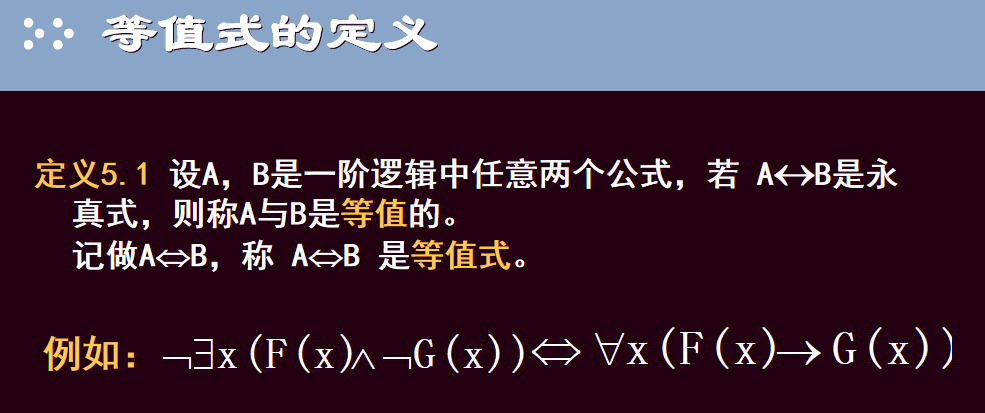 等值式的定义
定义5.1 设A，B是一阶逻辑中任意两个公式，若 A↔B是永
真式，则称A与B是等值的。
记做A⇔B，称 A⇔B 是等值式。
例如：¬∃x(F(x)∧¬G(x))⇔ ∀x(F(x)→G(x))